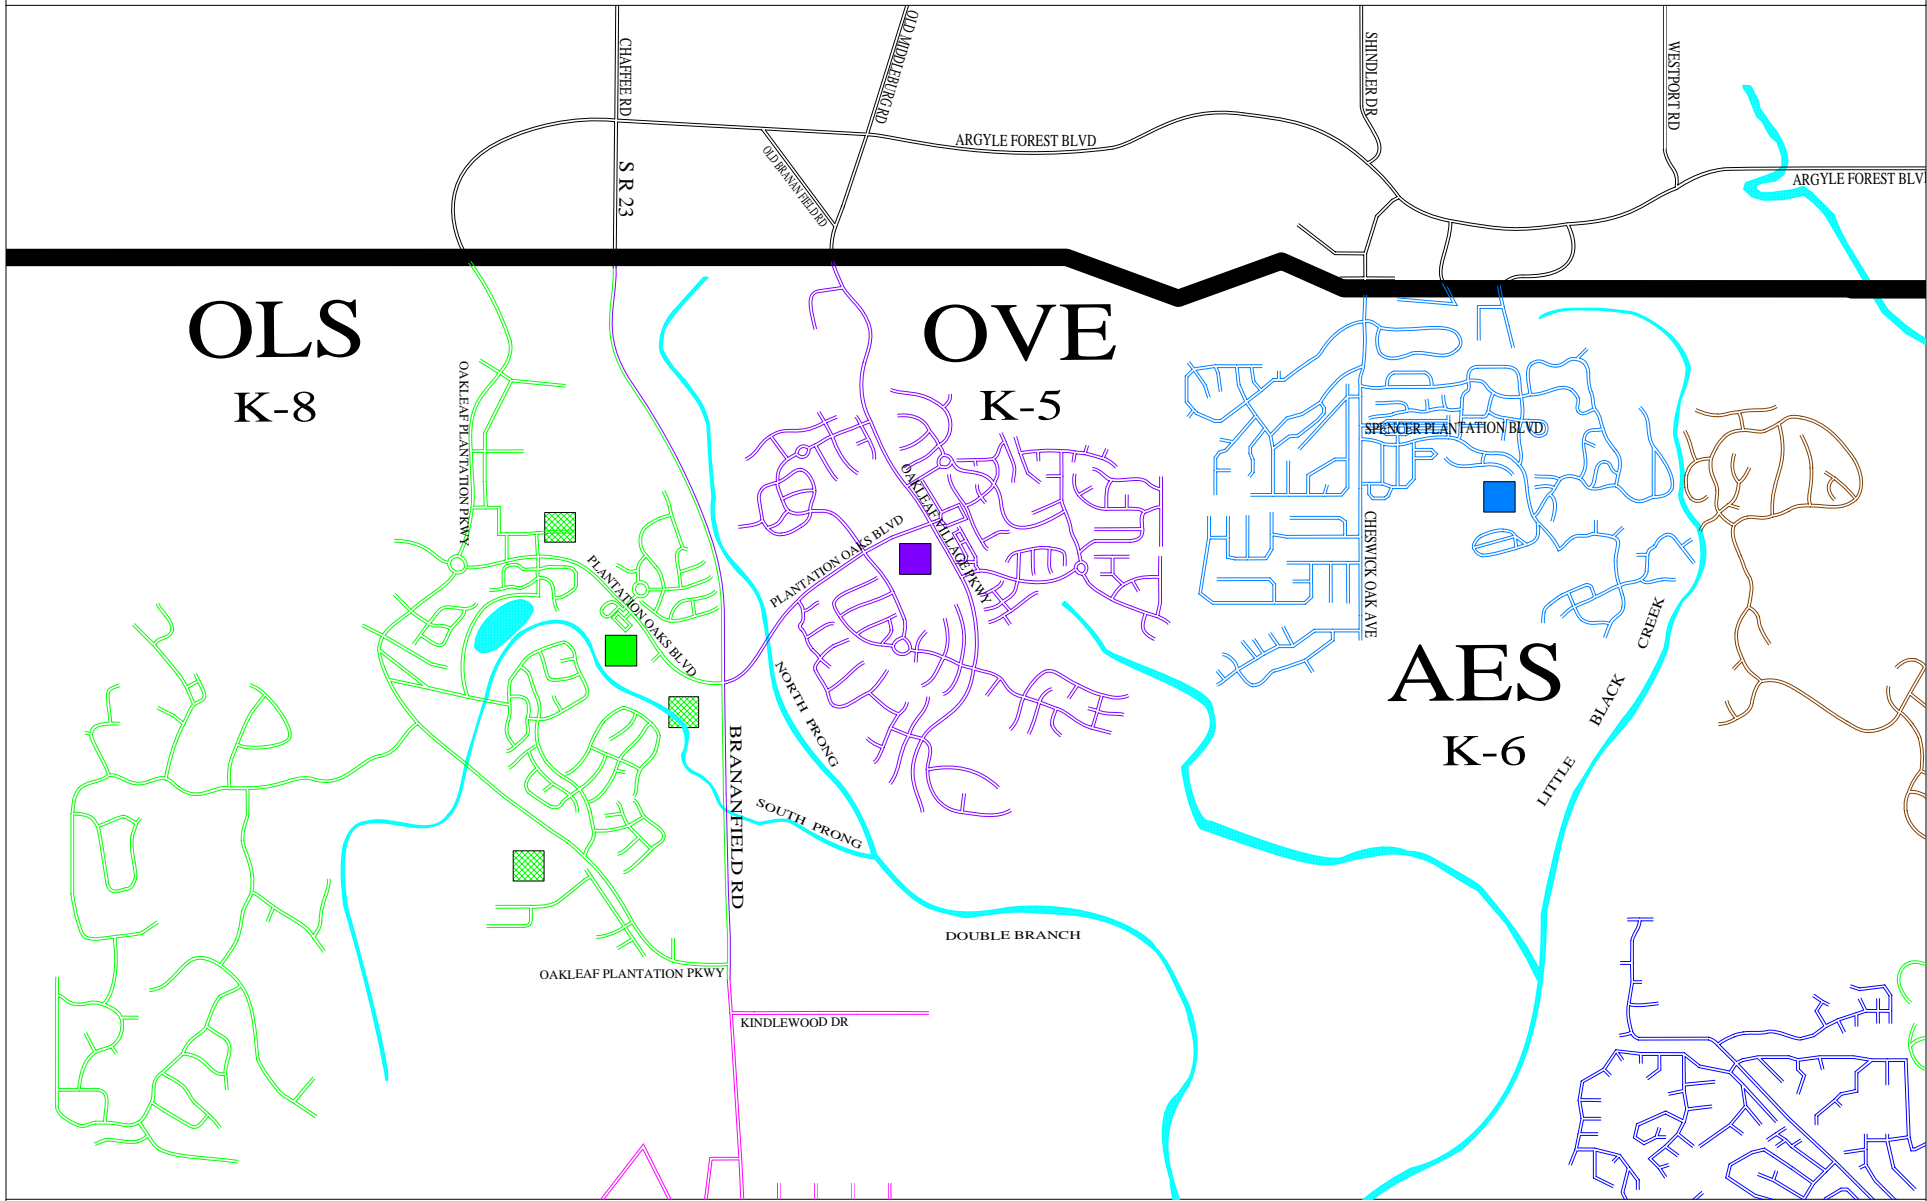 CHAFFEE RD
OLD MIDDLEBURG RD
SHINDLER DR
WESTPORT RD
ARGYLE FOREST BLVD
S R 23
OLD BRANAN FIELD RD
ARGYLE FOREST BLV
OLS
K-8
OVE
K-5
OAKLEAF PLANTATION PKWY
SPENCER PLANTATION BLVD
OAKLEAF VILLAGE PKWY
PLANTATION OAKS BLVD
PLANTATION OAKS BLVD
CHESWICK OAK AVE
AES
K-6
LITTLE BLACK CREEK
NORTH PRONG
BRANANFIELD RD
SOUTH PRONG
DOUBLE BRANCH
OAKLEAF PLANTATION PKWY
KINDLEWOOD DR